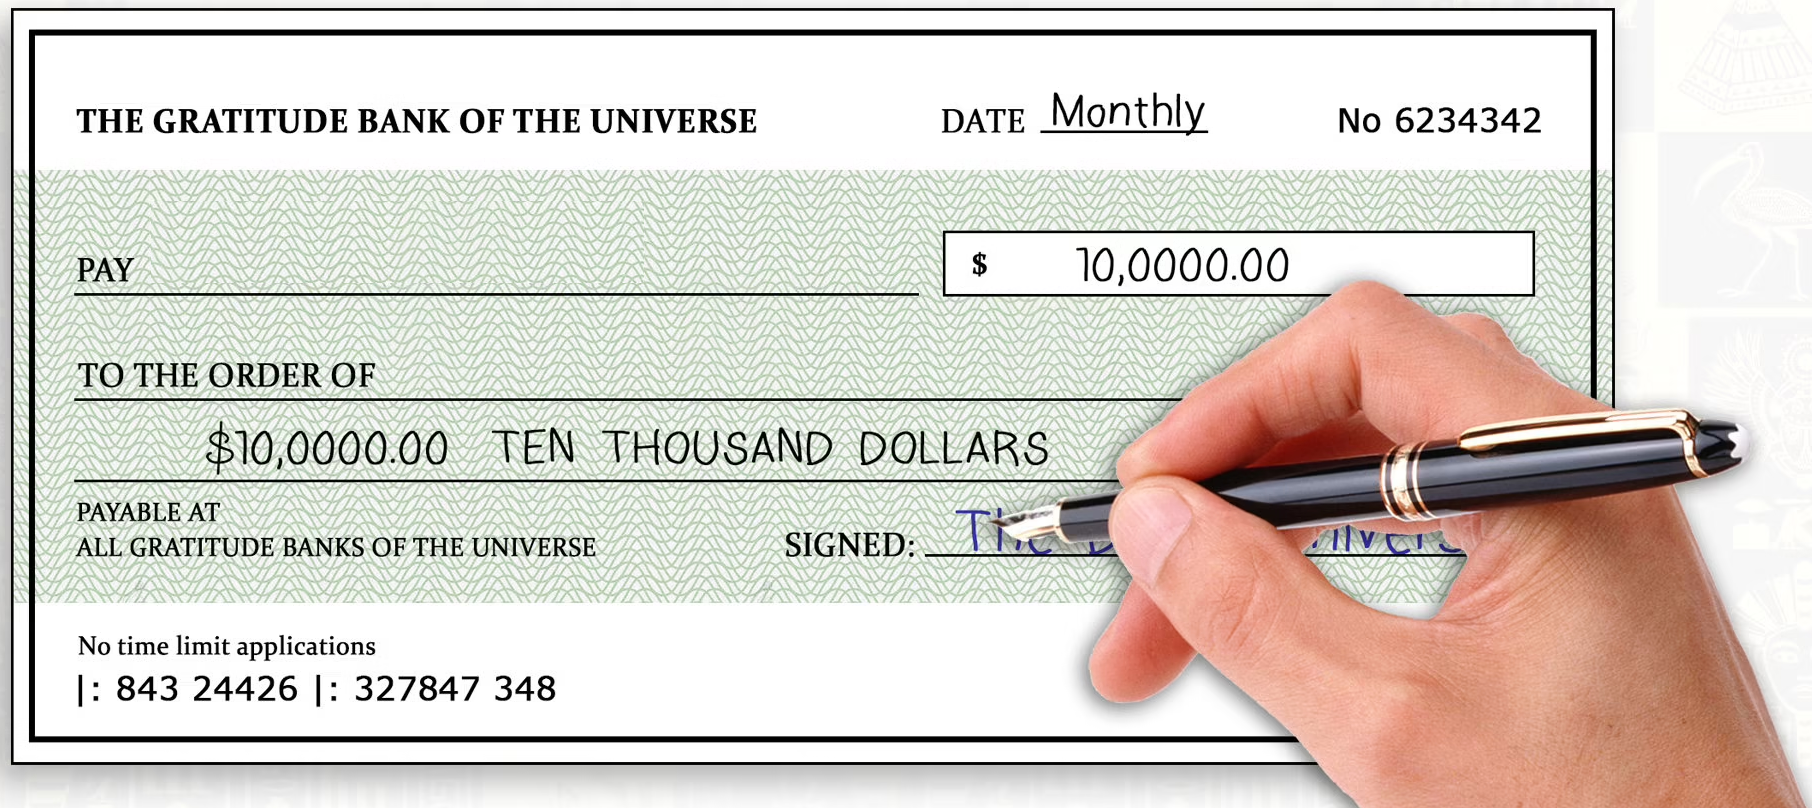 THE GRATITUDE BANK OF THE UNIVERSE DATE Monthly No 6234342
PAY $ 10,0000.00
TO THE ORDER OF
$10,0000.00 TEN THOUSAND DOLLARS
PAYABLE AT
ALL GRATITUDE BANKS OF THE UNIVERSE SIGNED: The
No time limit applications
|: 843 24426 |: 327847 348